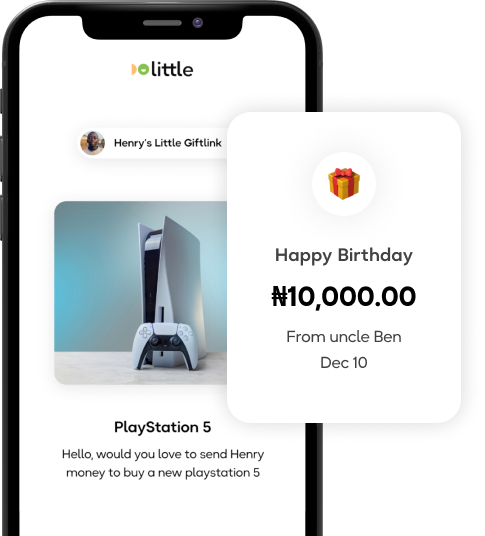 little
Henry's Little Giftlink
Happy Birthday
₦10,000.00
From uncle Ben
Dec 10
PlayStation 5
Hello, would you love to send Henry
money to buy a new playstation 5